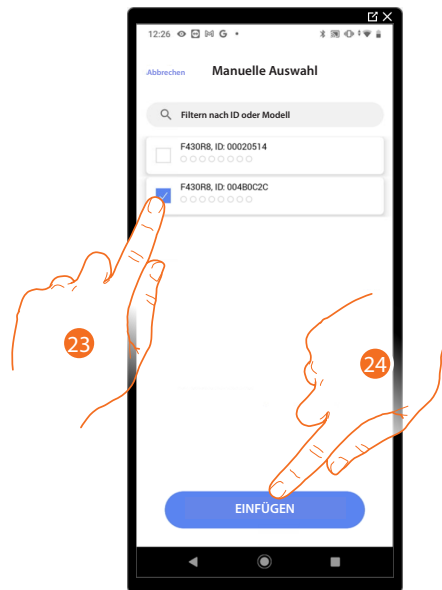 12:26 G
Abbrechen Manuelle Auswahl
Filtern nach ID oder Modell
F430R8, ID: 00020514
F430R8, ID: 004B0C2C
23
24
EINFÜGEN